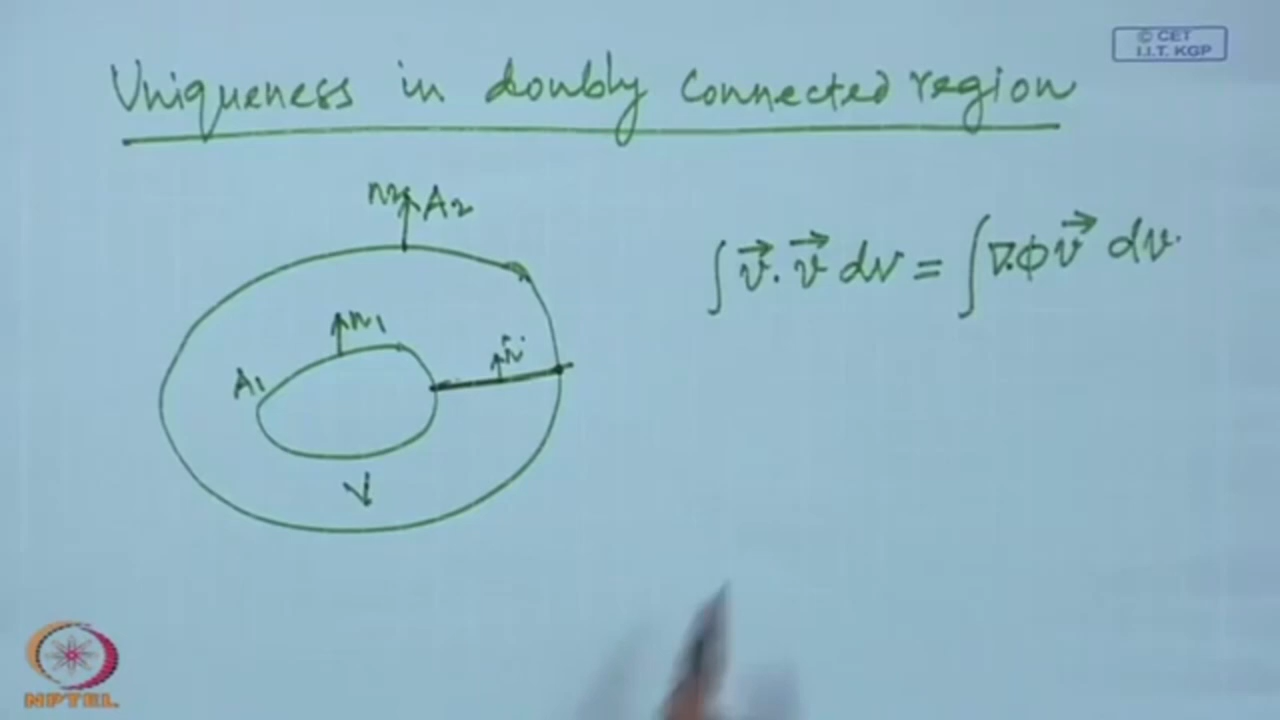 © CET
I.I.T. KGP
Uniqueness in doubly connected region
n₂ A₂
∫ v⃗. v⃗ dv = ∫ ∇.ϕ v⃗ dv.
n₁
n̂
A₁
V
NPTEL